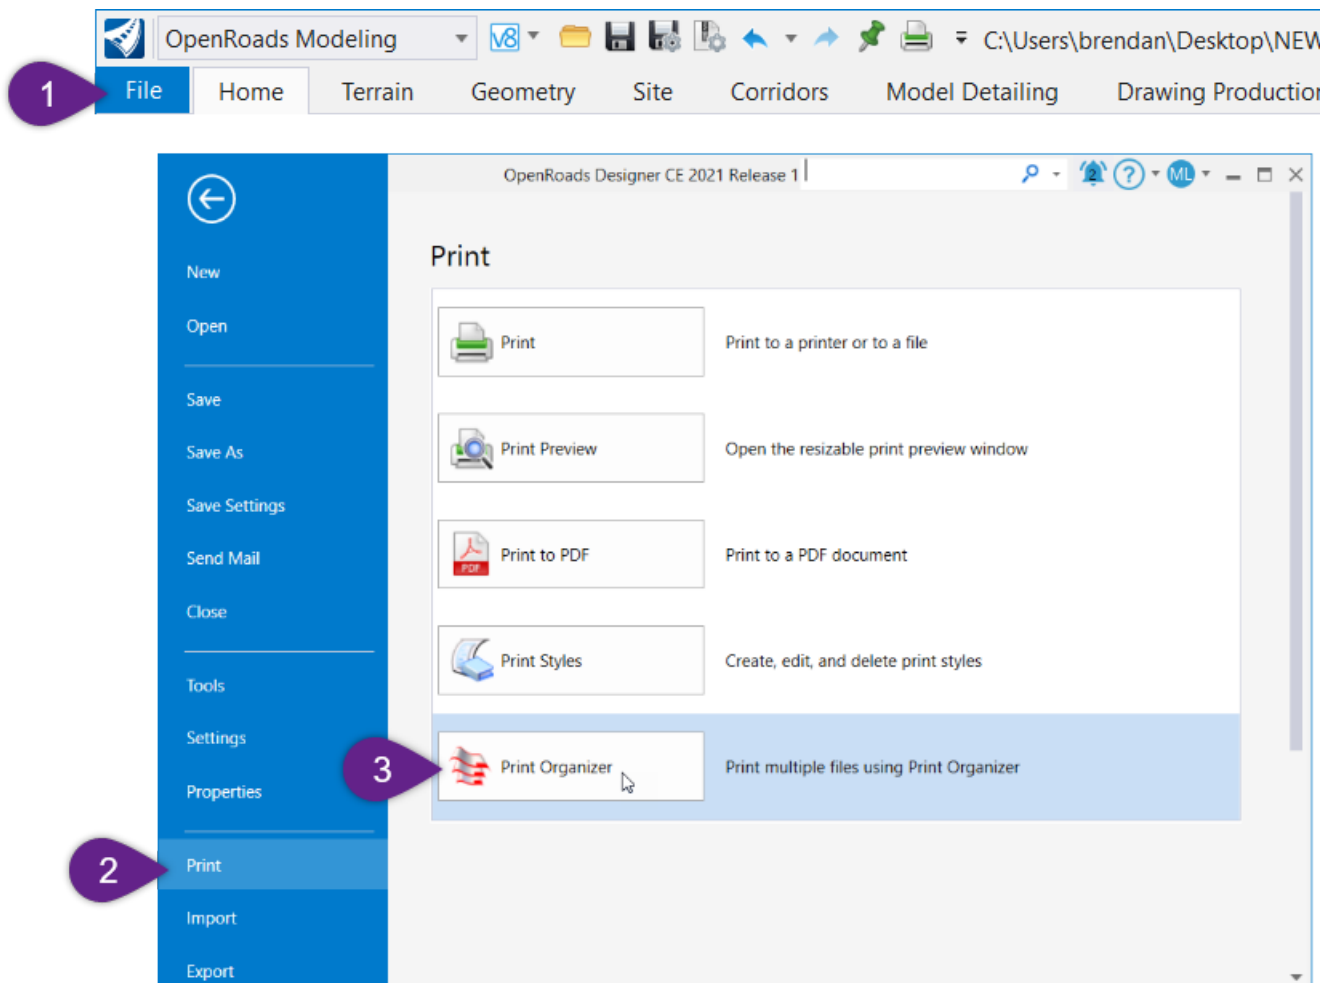 OpenRoads Modeling V8 C:\Users\brendan\Desktop\NEW
1 File Home Terrain Geometry Site Corridors Model Detailing Drawing Production
OpenRoads Designer CE 2021 Release 1 2 ? ML
Print
New
Open
Print Print to a printer or to a file
Save
Save As
Print Preview Open the resizable print preview window
Save Settings
Send Mail
PDF Print to PDF Print to a PDF document
Close
Print Styles Create, edit, and delete print styles
Tools
Settings
3 Print Organizer Print multiple files using Print Organizer
Properties
2 Print
Import
Export